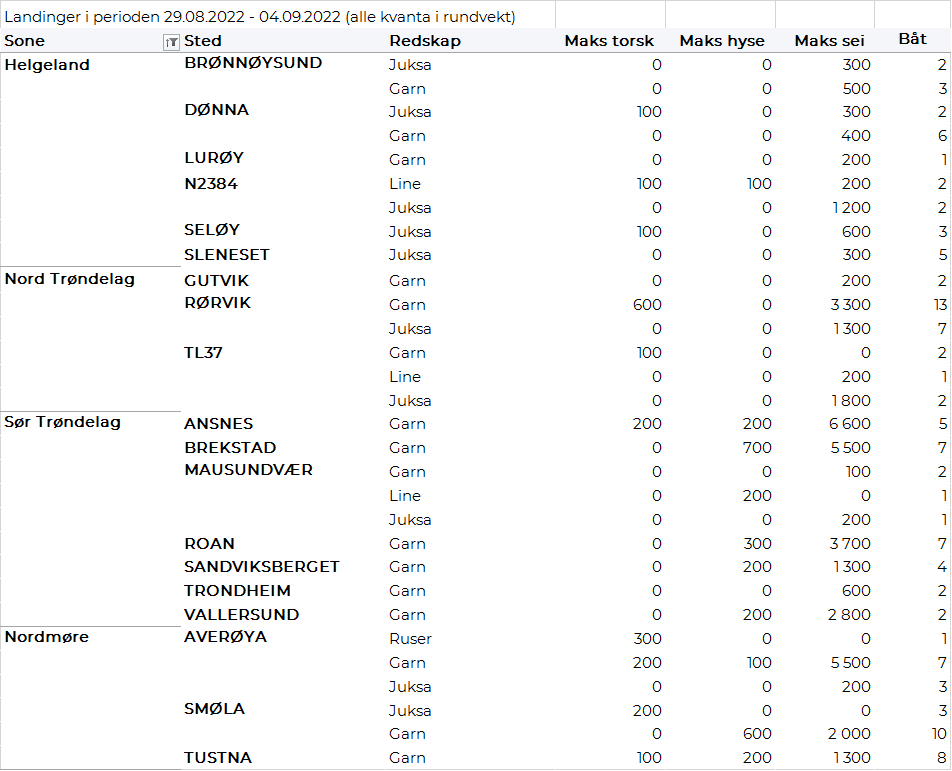 Landinger i perioden 29.08.2022 - 04.09.2022 (alle kvanta i rundvekt)
Sone Sted Redskap Maks torsk Maks hyse Maks sei Båt
Helgeland BRØNNØYSUND Juksa 0 0 300 2
Garn 0 0 500 3
DØNNA Juksa 100 0 300 2
Garn 0 0 400 6
LURØY Garn 0 0 200 1
N2384 Line 100 100 200 2
Juksa 0 0 1 200 2
SELØY Juksa 100 0 600 3
SLENESET Juksa 0 0 300 5
Nord Trøndelag GUTVIK Garn 0 0 200 2
RØRVIK Garn 600 0 3 300 13
Juksa 0 0 1 300 7
TL37 Garn 100 0 0 2
Line 0 0 200 1
Juksa 0 0 1 800 2
Sør Trøndelag ANSNES Garn 200 200 6 600 5
BREKSTAD Garn 0 700 5 500 7
MAUSUNDVÆR Garn 0 0 100 2
Line 0 200 0 1
Juksa 0 0 200 1
ROAN Garn 0 300 3 700 7
SANDVIKSBERGET Garn 0 200 1 300 4
TRONDHEIM Garn 0 0 600 2
VALLERSUND Garn 0 200 2 800 2
Nordmøre AVERØYA Ruser 300 0 0 1
Garn 200 100 5 500 7
Juksa 0 0 200 3
SMØLA Juksa 200 0 0 3
Garn 0 600 2 000 10
TUSTNA Garn 100 200 1 300 8